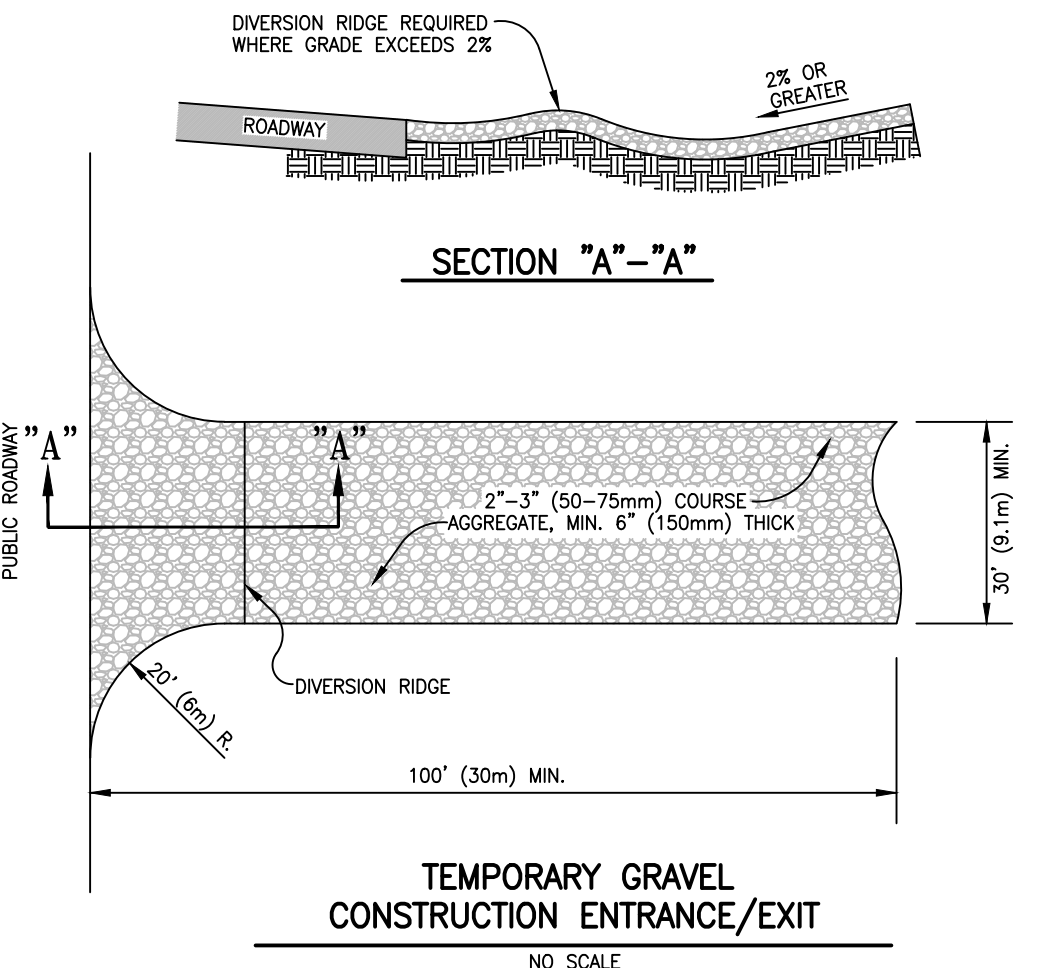 DIVERSION RIDGE REQUIRED
WHERE GRADE EXCEEDS 2%
2% OR
GREATER
ROADWAY
SECTION "A"-"A"
PUBLIC ROADWAY
"A"
"A"
2"-3" (50-75mm) COURSE
AGGREGATE, MIN. 6" (150mm) THICK
30' (9.1m) MIN.
DIVERSION RIDGE
20' (6m) R.
100' (30m) MIN.
TEMPORARY GRAVEL
CONSTRUCTION ENTRANCE/EXIT
NO SCALE